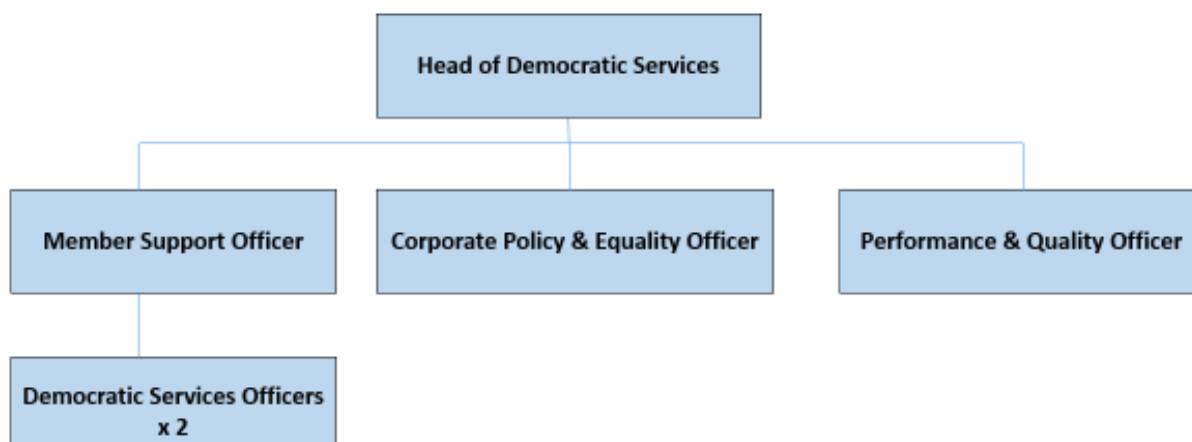 Head of Democratic Services
Member Support Officer
Corporate Policy & Equality Officer
Performance & Quality Officer
Democratic Services Officers
x 2